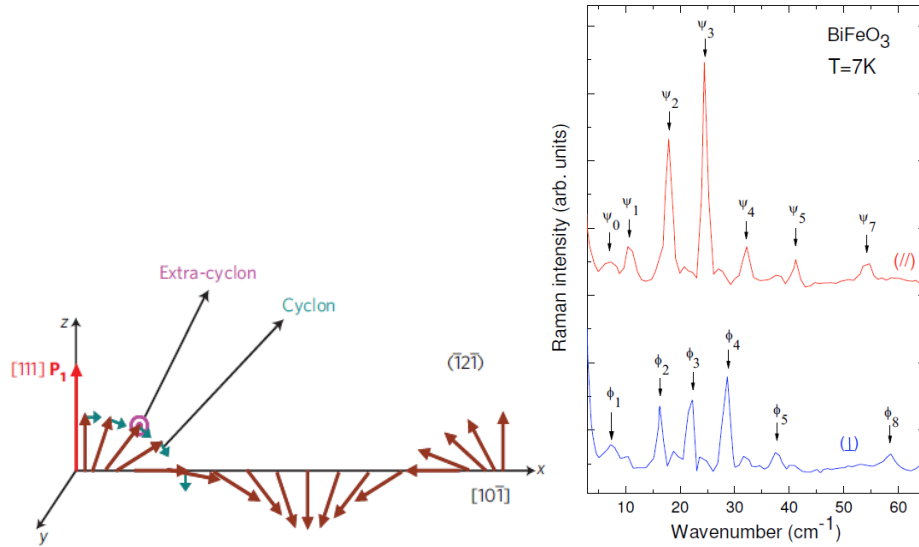 Extra-cyclon
Cyclon
z
[111] P₁
(1̅21̅)
x
[101̅]
y
BiFeO₃
T=7K
Ψ₀
Ψ₁
Ψ₂
Ψ₃
Ψ₄
Ψ₅
Ψ₇
(//)
ϕ₁
ϕ₂
ϕ₃
ϕ₄
ϕ₅
ϕ₈
(⊥)
Raman intensity (arb. units)
10 20 30 40 50 60
Wavenumber (cm⁻¹)